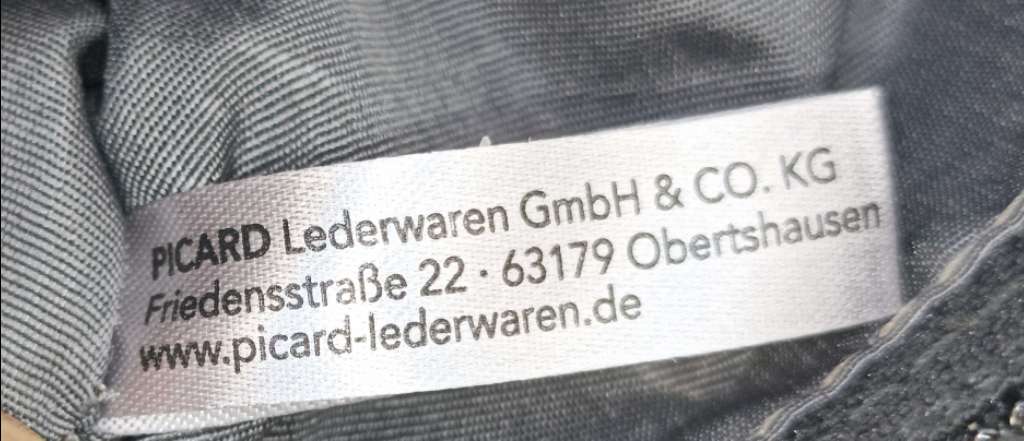 PICARD Lederwaren GmbH & CO. KG
Friedensstraße 22 · 63179 Obertshausen
www.picard-lederwaren.de